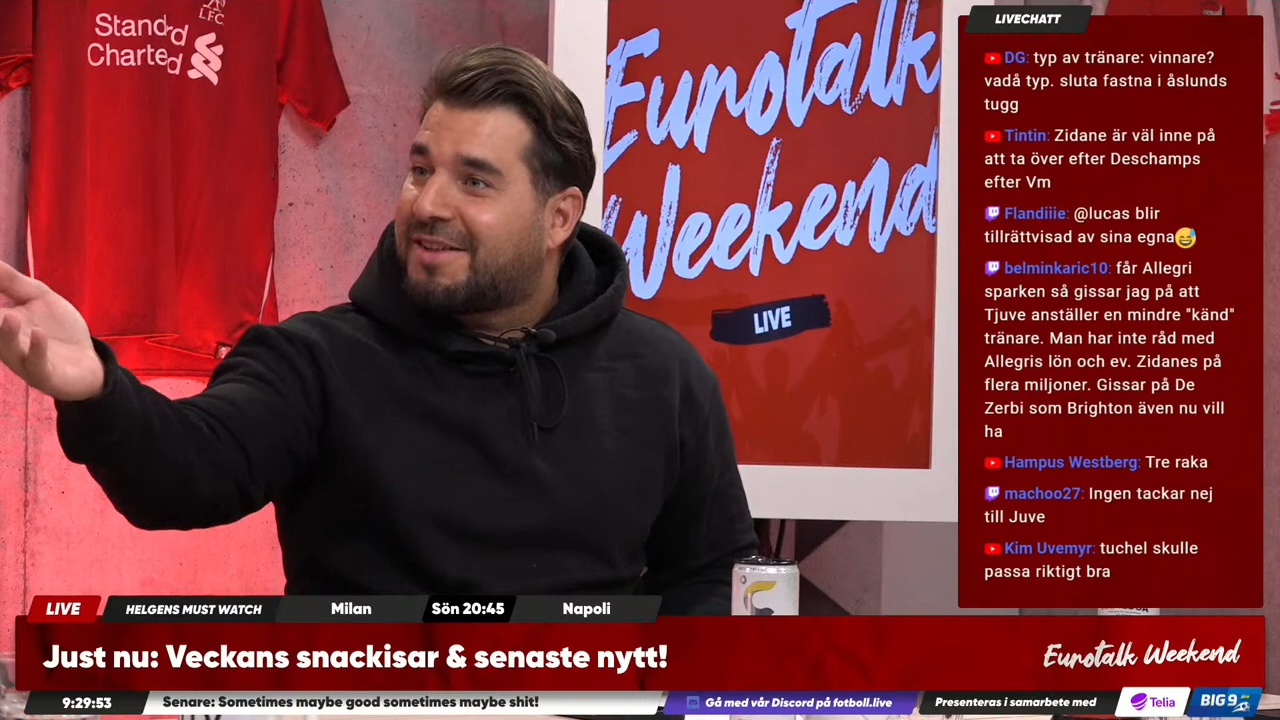 Standard
Chartered
LFC
Eurotalk
Weekend
LIVE
LIVECHATT
DG: typ av tränare: vinnare?
vadå typ. sluta fastna i åslunds
tugg
Tintin: Zidane är väl inne på
att ta över efter Deschamps
efter Vm
Flandiiie: @lucas blir
tillrättvisad av sina egna😅
belminkaric10: får Allegri
sparken så gissar jag på att
Tjuve anställer en mindre "känd"
tränare. Man har inte råd med
Allegris lön och ev. Zidanes på
flera miljoner. Gissar på De
Zerbi som Brighton även nu vill
ha
Hampus Westberg: Tre raka
machoo27: Ingen tackar nej
till Juve
Kim Uvemyr: tuchel skulle
passa riktigt bra
LIVE HELGENS MUST WATCH Milan Sön 20:45 Napoli
Just nu: Veckans snackisar & senaste nytt!
Eurotalk Weekend
9:29:53 Senare: Sometimes maybe good sometimes maybe shit! Gå med vår Discord på fotboll.live Presenteras i samarbete med Telia BIG9